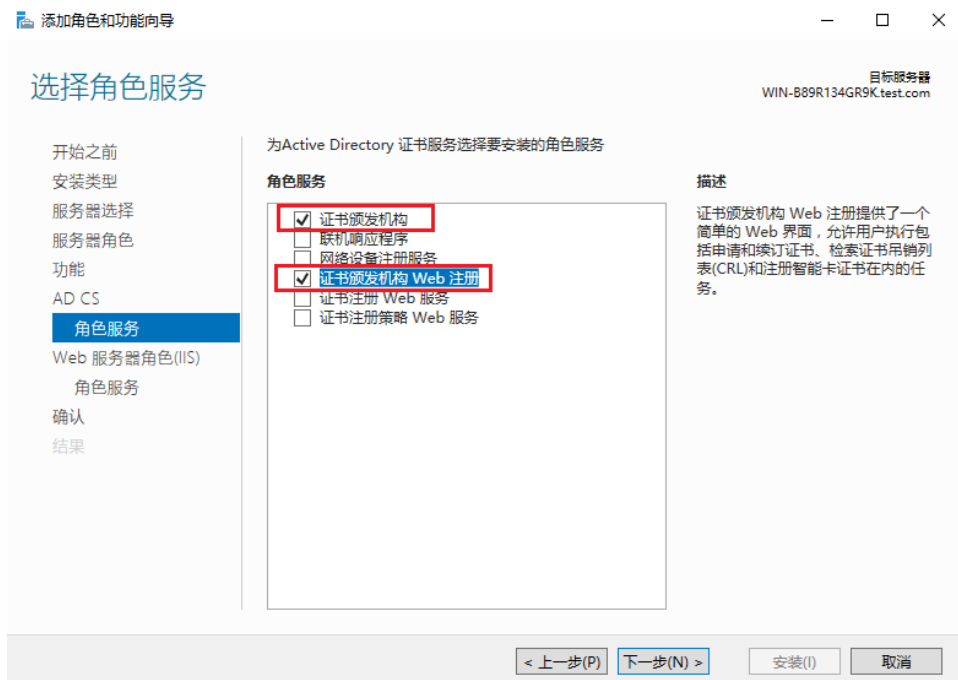 添加角色和功能向导
选择角色服务
目标服务器
WIN-B89R134GR9K.test.com
开始之前
安装类型
服务器选择
服务器角色
功能
AD CS
角色服务
Web 服务器角色(IIS)
角色服务
确认
结果
为Active Directory 证书服务选择要安装的角色服务
角色服务
证书颁发机构
联机响应程序
网络设备注册服务
证书颁发机构 Web 注册
证书注册 Web 服务
证书注册策略 Web 服务
描述
证书颁发机构 Web 注册提供了一个
简单的 Web 界面，允许用户执行包
括申请和续订证书、检索证书吊销列
表(CRL)和注册智能卡证书在内的任
务。
< 上一步(P)
下一步(N) >
安装(I)
取消